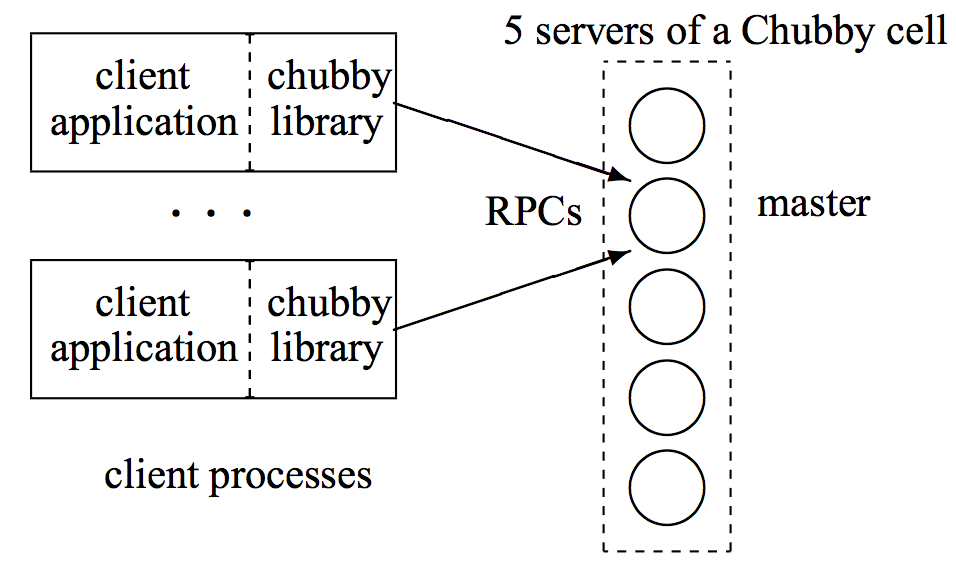 5 servers of a Chubby cell
client
application
chubby
library
. . .
RPCs
master
client
application
chubby
library
client processes